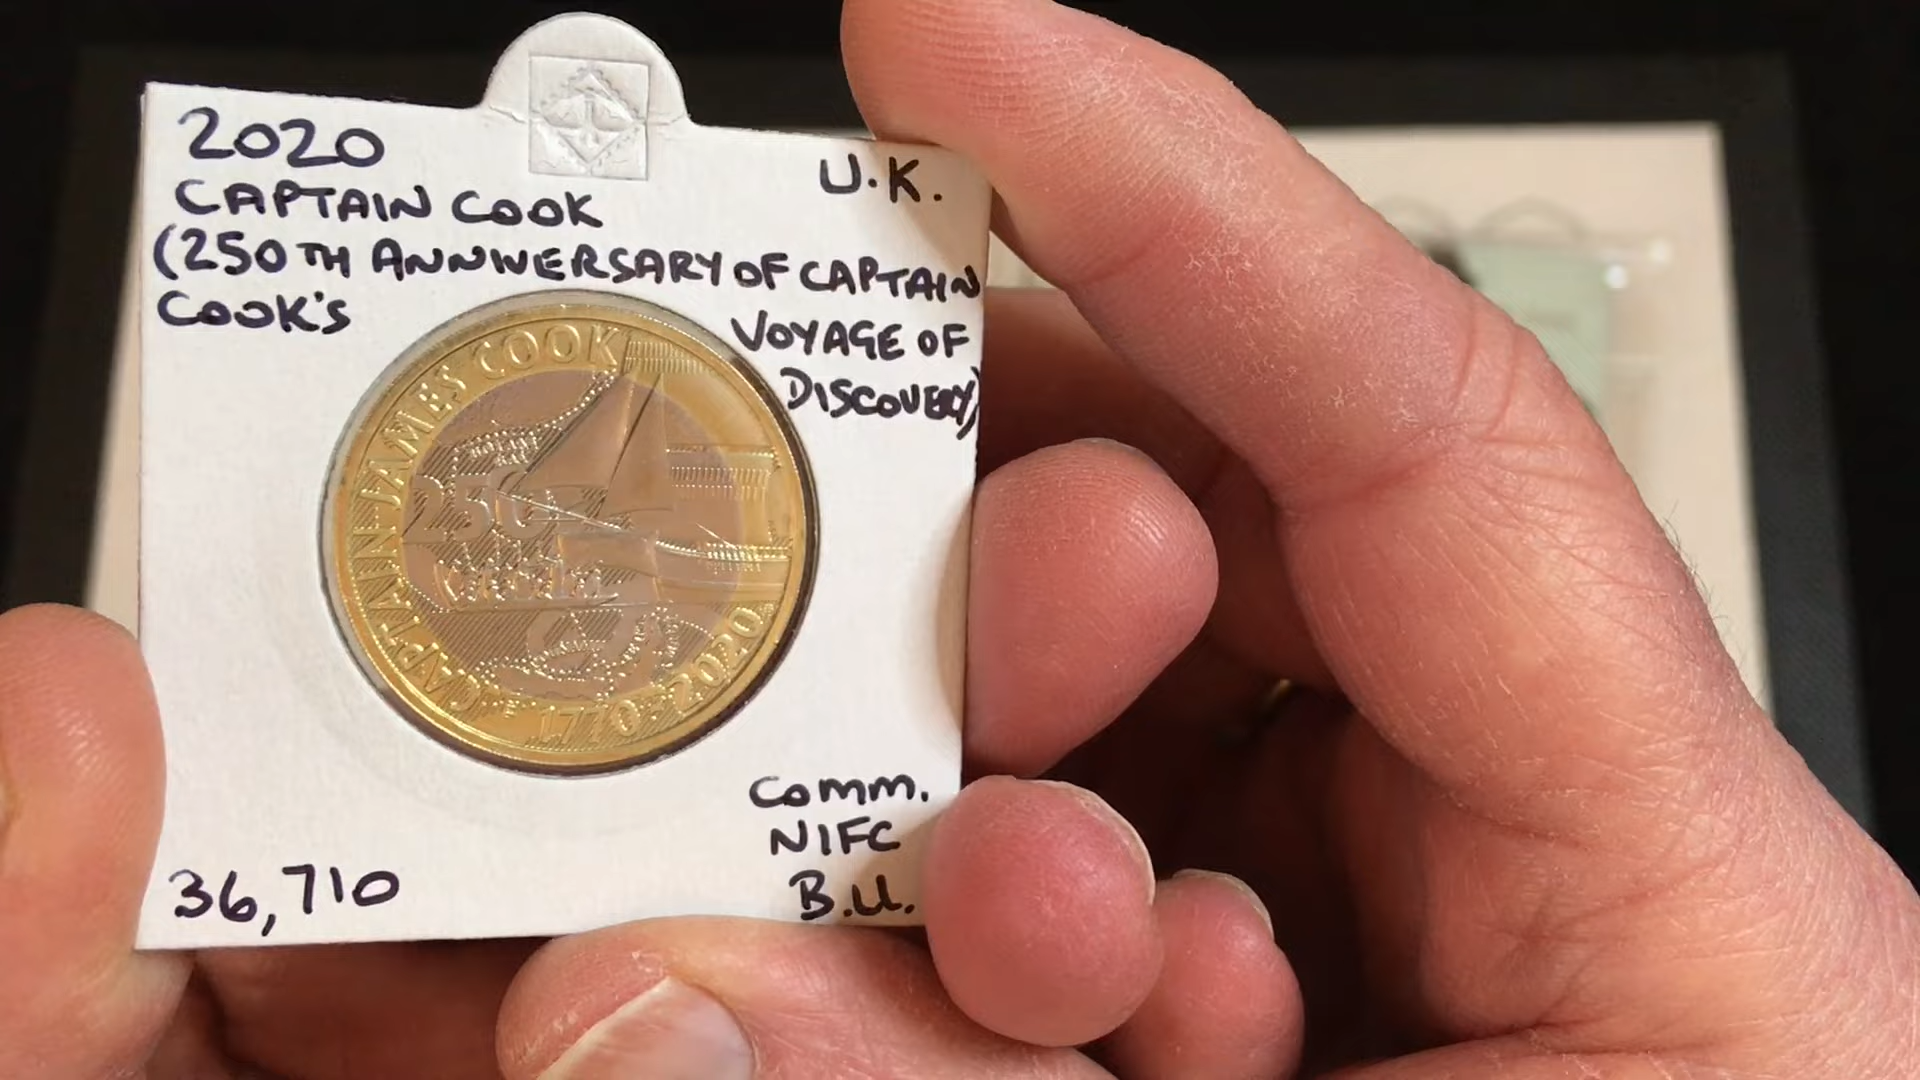 2020
U.K.
CAPTAIN COOK
(250TH ANNIVERSARY OF CAPTAIN
COOK'S
VOYAGE OF
DISCOVERY)
CAPTAIN JAMES COOK
250
1770-2020
Comm.
NIFC
B.U.
36,710